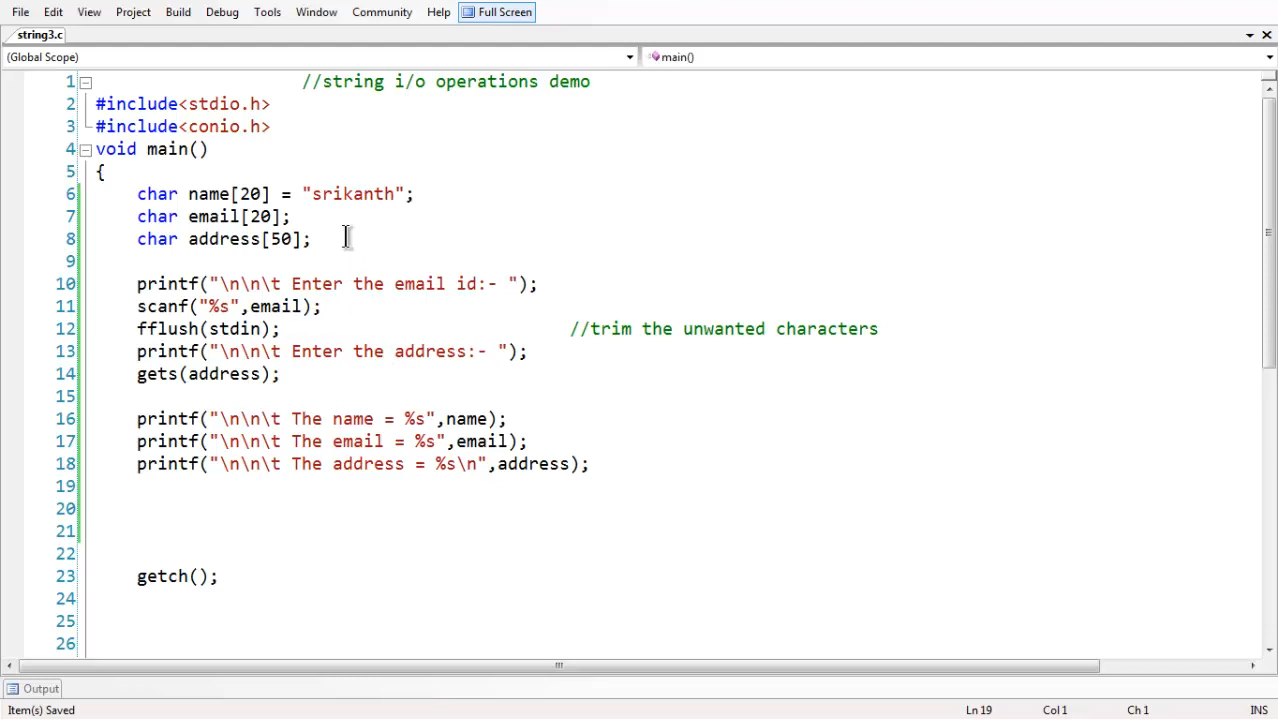 File Edit View Project Build Debug Tools Window Community Help Full Screen
string3.c
(Global Scope) main()
1 //string i/o operations demo
2 #include<stdio.h>
3 #include<conio.h>
4 void main()
5 {
6 char name[20] = "srikanth";
7 char email[20];
8 char address[50];
9
10 printf("\n\n\t Enter the email id:- ");
11 scanf("%s",email);
12 fflush(stdin); //trim the unwanted characters
13 printf("\n\n\t Enter the address:- ");
14 gets(address);
15
16 printf("\n\n\t The name = %s",name);
17 printf("\n\n\t The email = %s",email);
18 printf("\n\n\t The address = %s\n",address);
19
20
21
22
23 getch();
24
25
26
Output
Item(s) Saved Ln 19 Col 1 Ch 1 INS